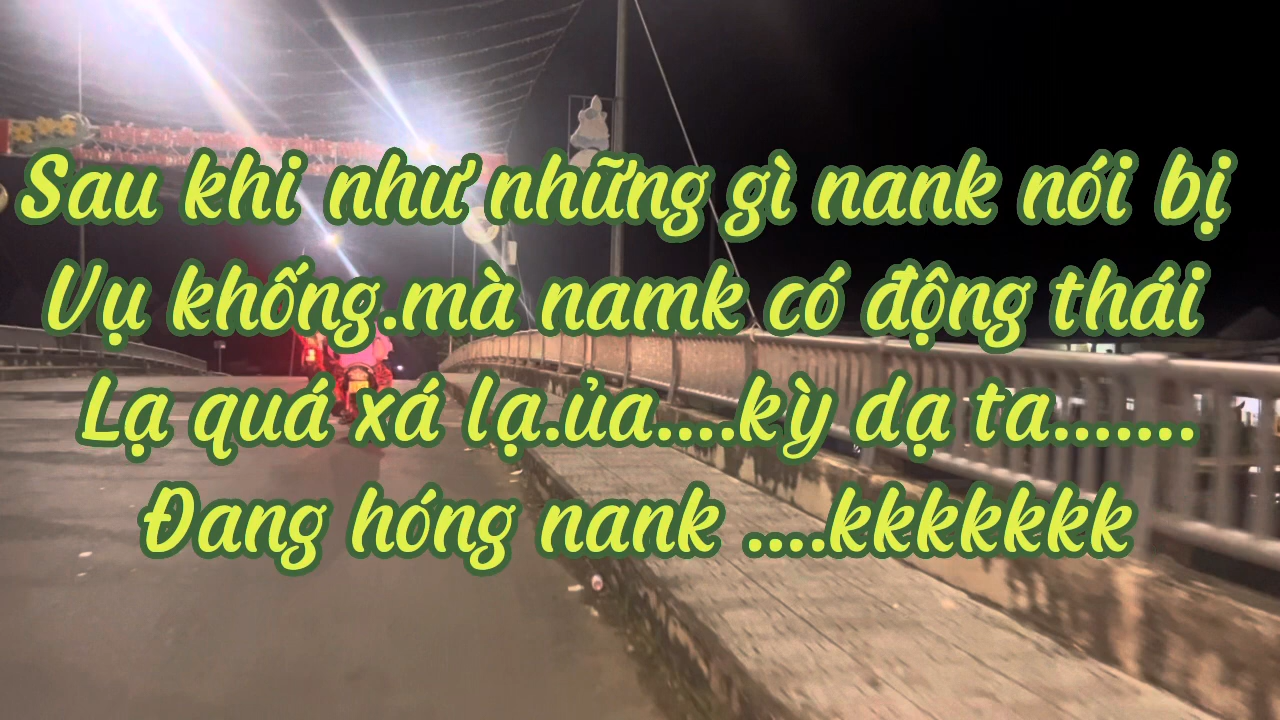 Sau khi như những gì nank nói bị
Vụ khống.mà namk có động thái
Lạ quá xá lạ.ủa....kỳ dạ ta.......
Đang hóng nank ....kkkkkkk